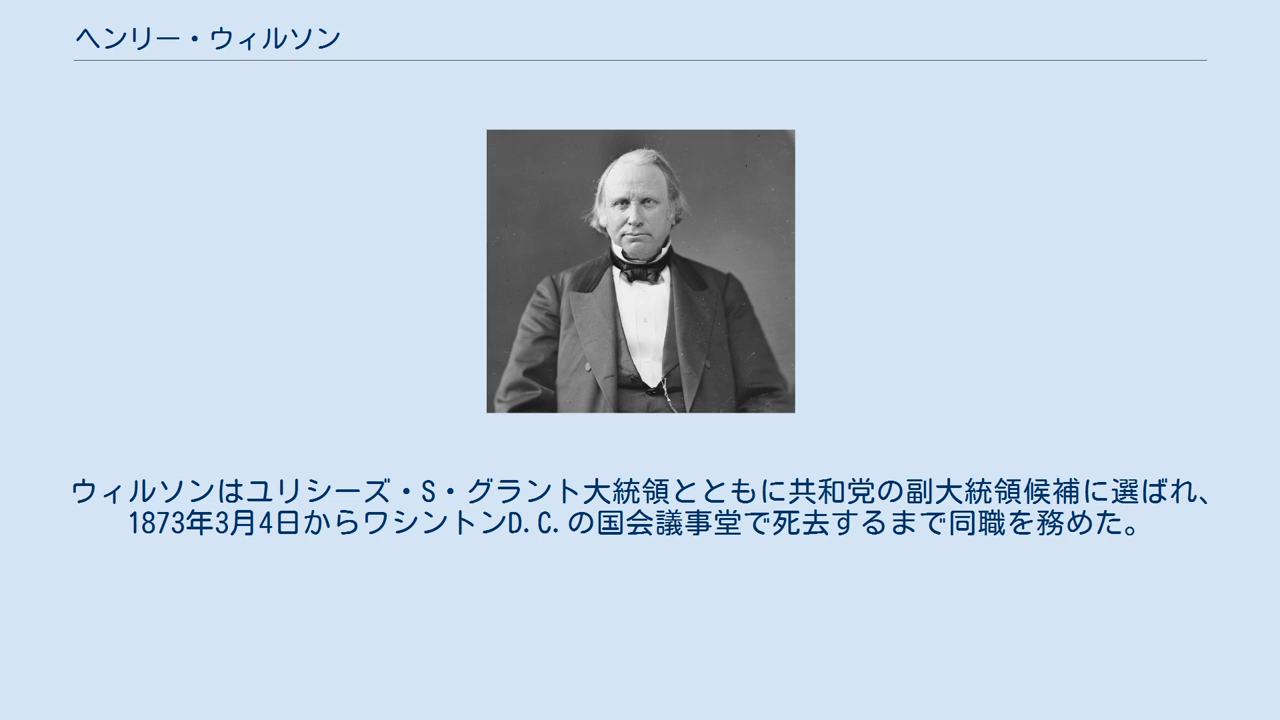 ヘンリー・ウィルソン
ウィルソンはユリシーズ・S・グラント大統領とともに共和党の副大統領候補に選ばれ、
1873年3月4日からワシントンD.C.の国会議事堂で死去するまで同職を務めた。